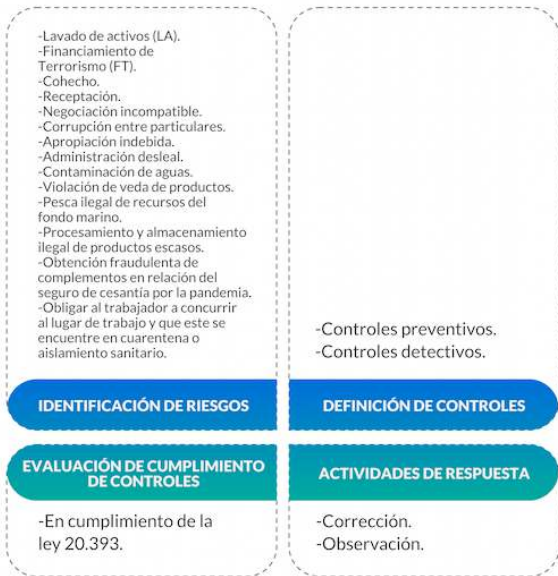 -Lavado de activos (LA).
-Financiamiento de
Terrorismo (FT).
-Cohecho.
-Receptación.
-Negociación incompatible.
-Corrupción entre particulares.
-Apropiación indebida.
-Administración desleal.
-Contaminación de aguas.
-Violación de veda de productos.
-Pesca ilegal de recursos del
fondo marino.
-Procesamiento y almacenamiento
ilegal de productos escasos.
-Obtención fraudulenta de
complementos en relación del
seguro de cesantía por la pandemia.
-Obligar al trabajador a concurrir
al lugar de trabajo y que este se
encuentre en cuarentena o
aislamiento sanitario.
IDENTIFICACIÓN DE RIESGOS
-Controles preventivos.
-Controles detectivos.
DEFINICIÓN DE CONTROLES
EVALUACIÓN DE CUMPLIMIENTO
DE CONTROLES
-En cumplimiento de la
ley 20.393.
ACTIVIDADES DE RESPUESTA
-Corrección.
-Observación.